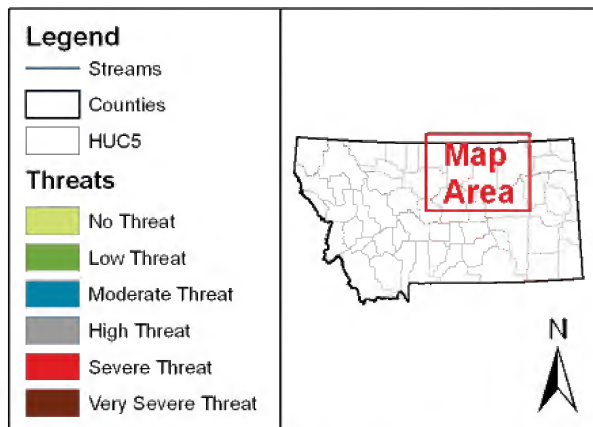 Legend
Streams
Counties
HUC5
Threats
No Threat
Low Threat
Moderate Threat
High Threat
Severe Threat
Very Severe Threat
Map
Area
N